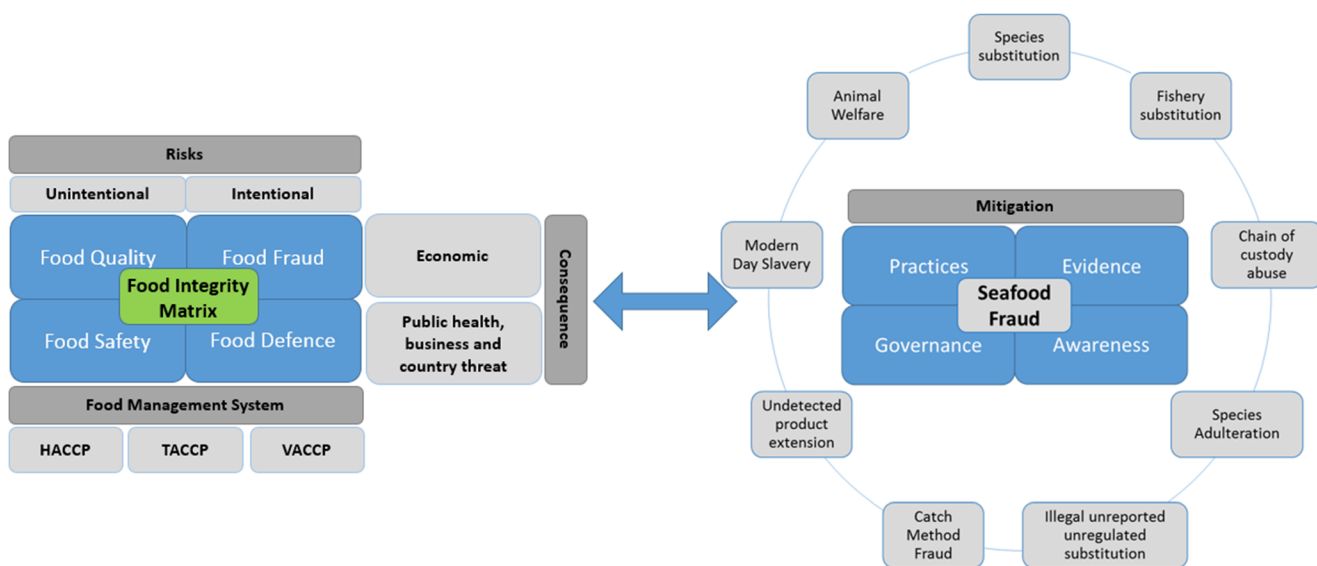 Risks
Unintentional
Intentional
Food Quality
Food Fraud
Food Integrity
Matrix
Food Safety
Food Defence
Economic
Public health,
business and
country threat
Consequence
Food Management System
HACCP
TACCP
VACCP
Species
substitution
Fishery
substitution
Chain of
custody
abuse
Species
Adulteration
Illegal unreported
unregulated
substitution
Catch
Method
Fraud
Undetected
product
extension
Modern
Day Slavery
Animal
Welfare
Mitigation
Practices
Evidence
Seafood
Fraud
Governance
Awareness